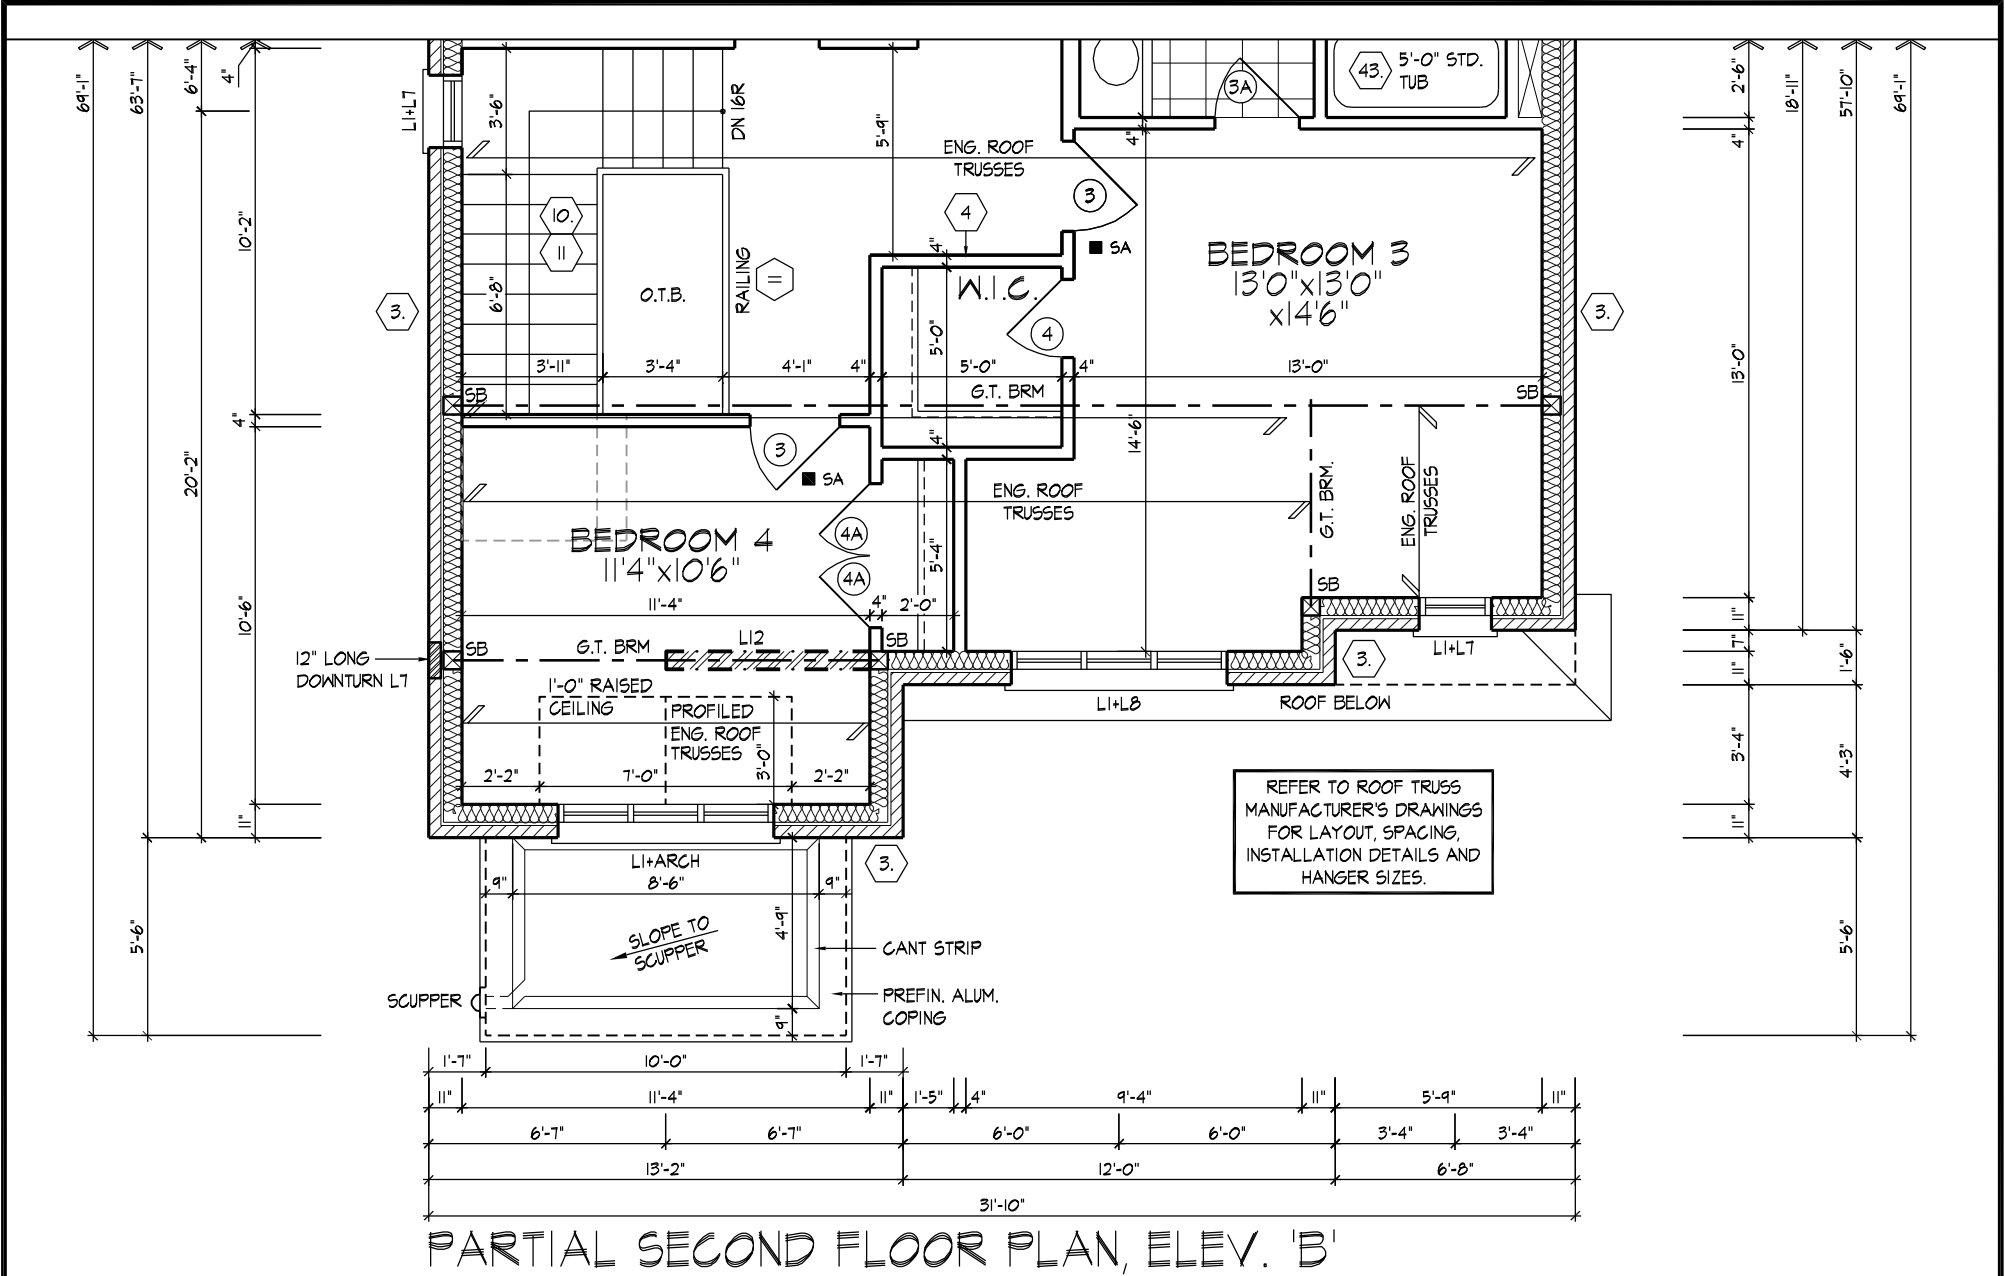 69'-1"
63'-7"
6'-4"
4"
L1+L7
3'-6"
DN 16R
5'-9"
ENG. ROOF
TRUSSES
4"
3A
43.
5'-0" STD.
TUB
2'-6"
18'-11"
57'-10"
69'-1"
4"
3
4
SA
BEDROOM 3
13'0"x13'0"
x14'6"
10'-2"
10.
11
6'-8"
O.T.B.
RAILING
11
4"
W.I.C.
5'-0"
4
3.
3.
3'-11"
3'-4"
4'-1"
4"
5'-0"
4"
13'-0"
13'-0"
SB
G.T. BRM
SB
4"
20'-2"
3
SA
4"
14'-6"
ENG. ROOF
TRUSSES
G.T. BRM.
ENG. ROOF
TRUSSES
BEDROOM 4
11'4"x10'6"
4A
4A
5'-4"
10'-6"
11'-4"
4"
2'-0"
SB
11"
7"
11"
1'-6"
12" LONG
DOWNTURN L7
SB
G.T. BRM
L12
SB
3.
L1+L7
1'-0" RAISED
CEILING
PROFILED
ENG. ROOF
TRUSSES
3'-0"
L1+L8
ROOF BELOW
2'-2"
7'-0"
2'-2"
11"
3'-4"
4'-3"
11"
REFER TO ROOF TRUSS
MANUFACTURER'S DRAWINGS
FOR LAYOUT, SPACING,
INSTALLATION DETAILS AND
HANGER SIZES.
L1+ARCH
3.
9"
8'-6"
9"
5'-6"
4'-9"
SLOPE TO
SCUPPER
CANT STRIP
5'-6"
SCUPPER
PREFIN. ALUM.
COPING
9"
1'-7"
10'-0"
1'-7"
11"
11'-4"
11"
1'-5"
4"
9'-4"
11"
5'-9"
11"
6'-7"
6'-7"
6'-0"
6'-0"
3'-4"
3'-4"
13'-2"
12'-0"
6'-8"
31'-10"
PARTIAL SECOND FLOOR PLAN, ELEV. 'B'